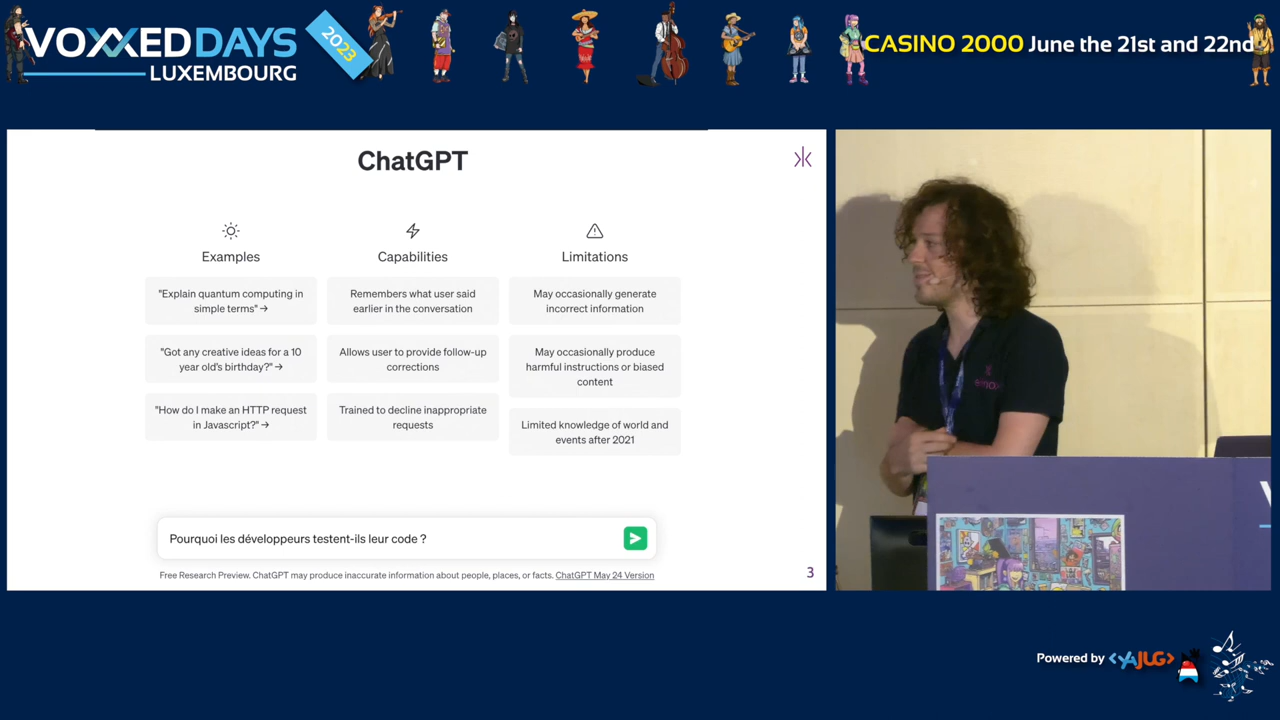 VOXXED DAYS
LUXEMBOURG
2023
CASINO 2000 June the 21st and 22nd
ChatGPT
Examples
Capabilities
Limitations
"Explain quantum computing in
simple terms" →
Remembers what user said
earlier in the conversation
May occasionally generate
incorrect information
"Got any creative ideas for a 10
year old's birthday?" →
Allows user to provide follow-up
corrections
May occasionally produce
harmful instructions or biased
content
"How do I make an HTTP request
in Javascript?" →
Trained to decline inappropriate
requests
Limited knowledge of world and
events after 2021
Pourquoi les développeurs testent-ils leur code ?
Free Research Preview. ChatGPT may produce inaccurate information about people, places, or facts. ChatGPT May 24 Version
3
Powered by <YAJUG>